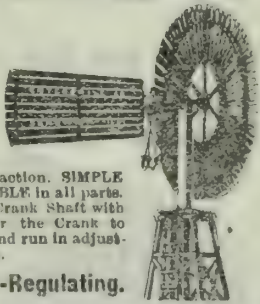 action. SIMPLE
BLE in all parts.
Crank Shaft with
r the Crank to
nd run in adjust-
-Regulating.